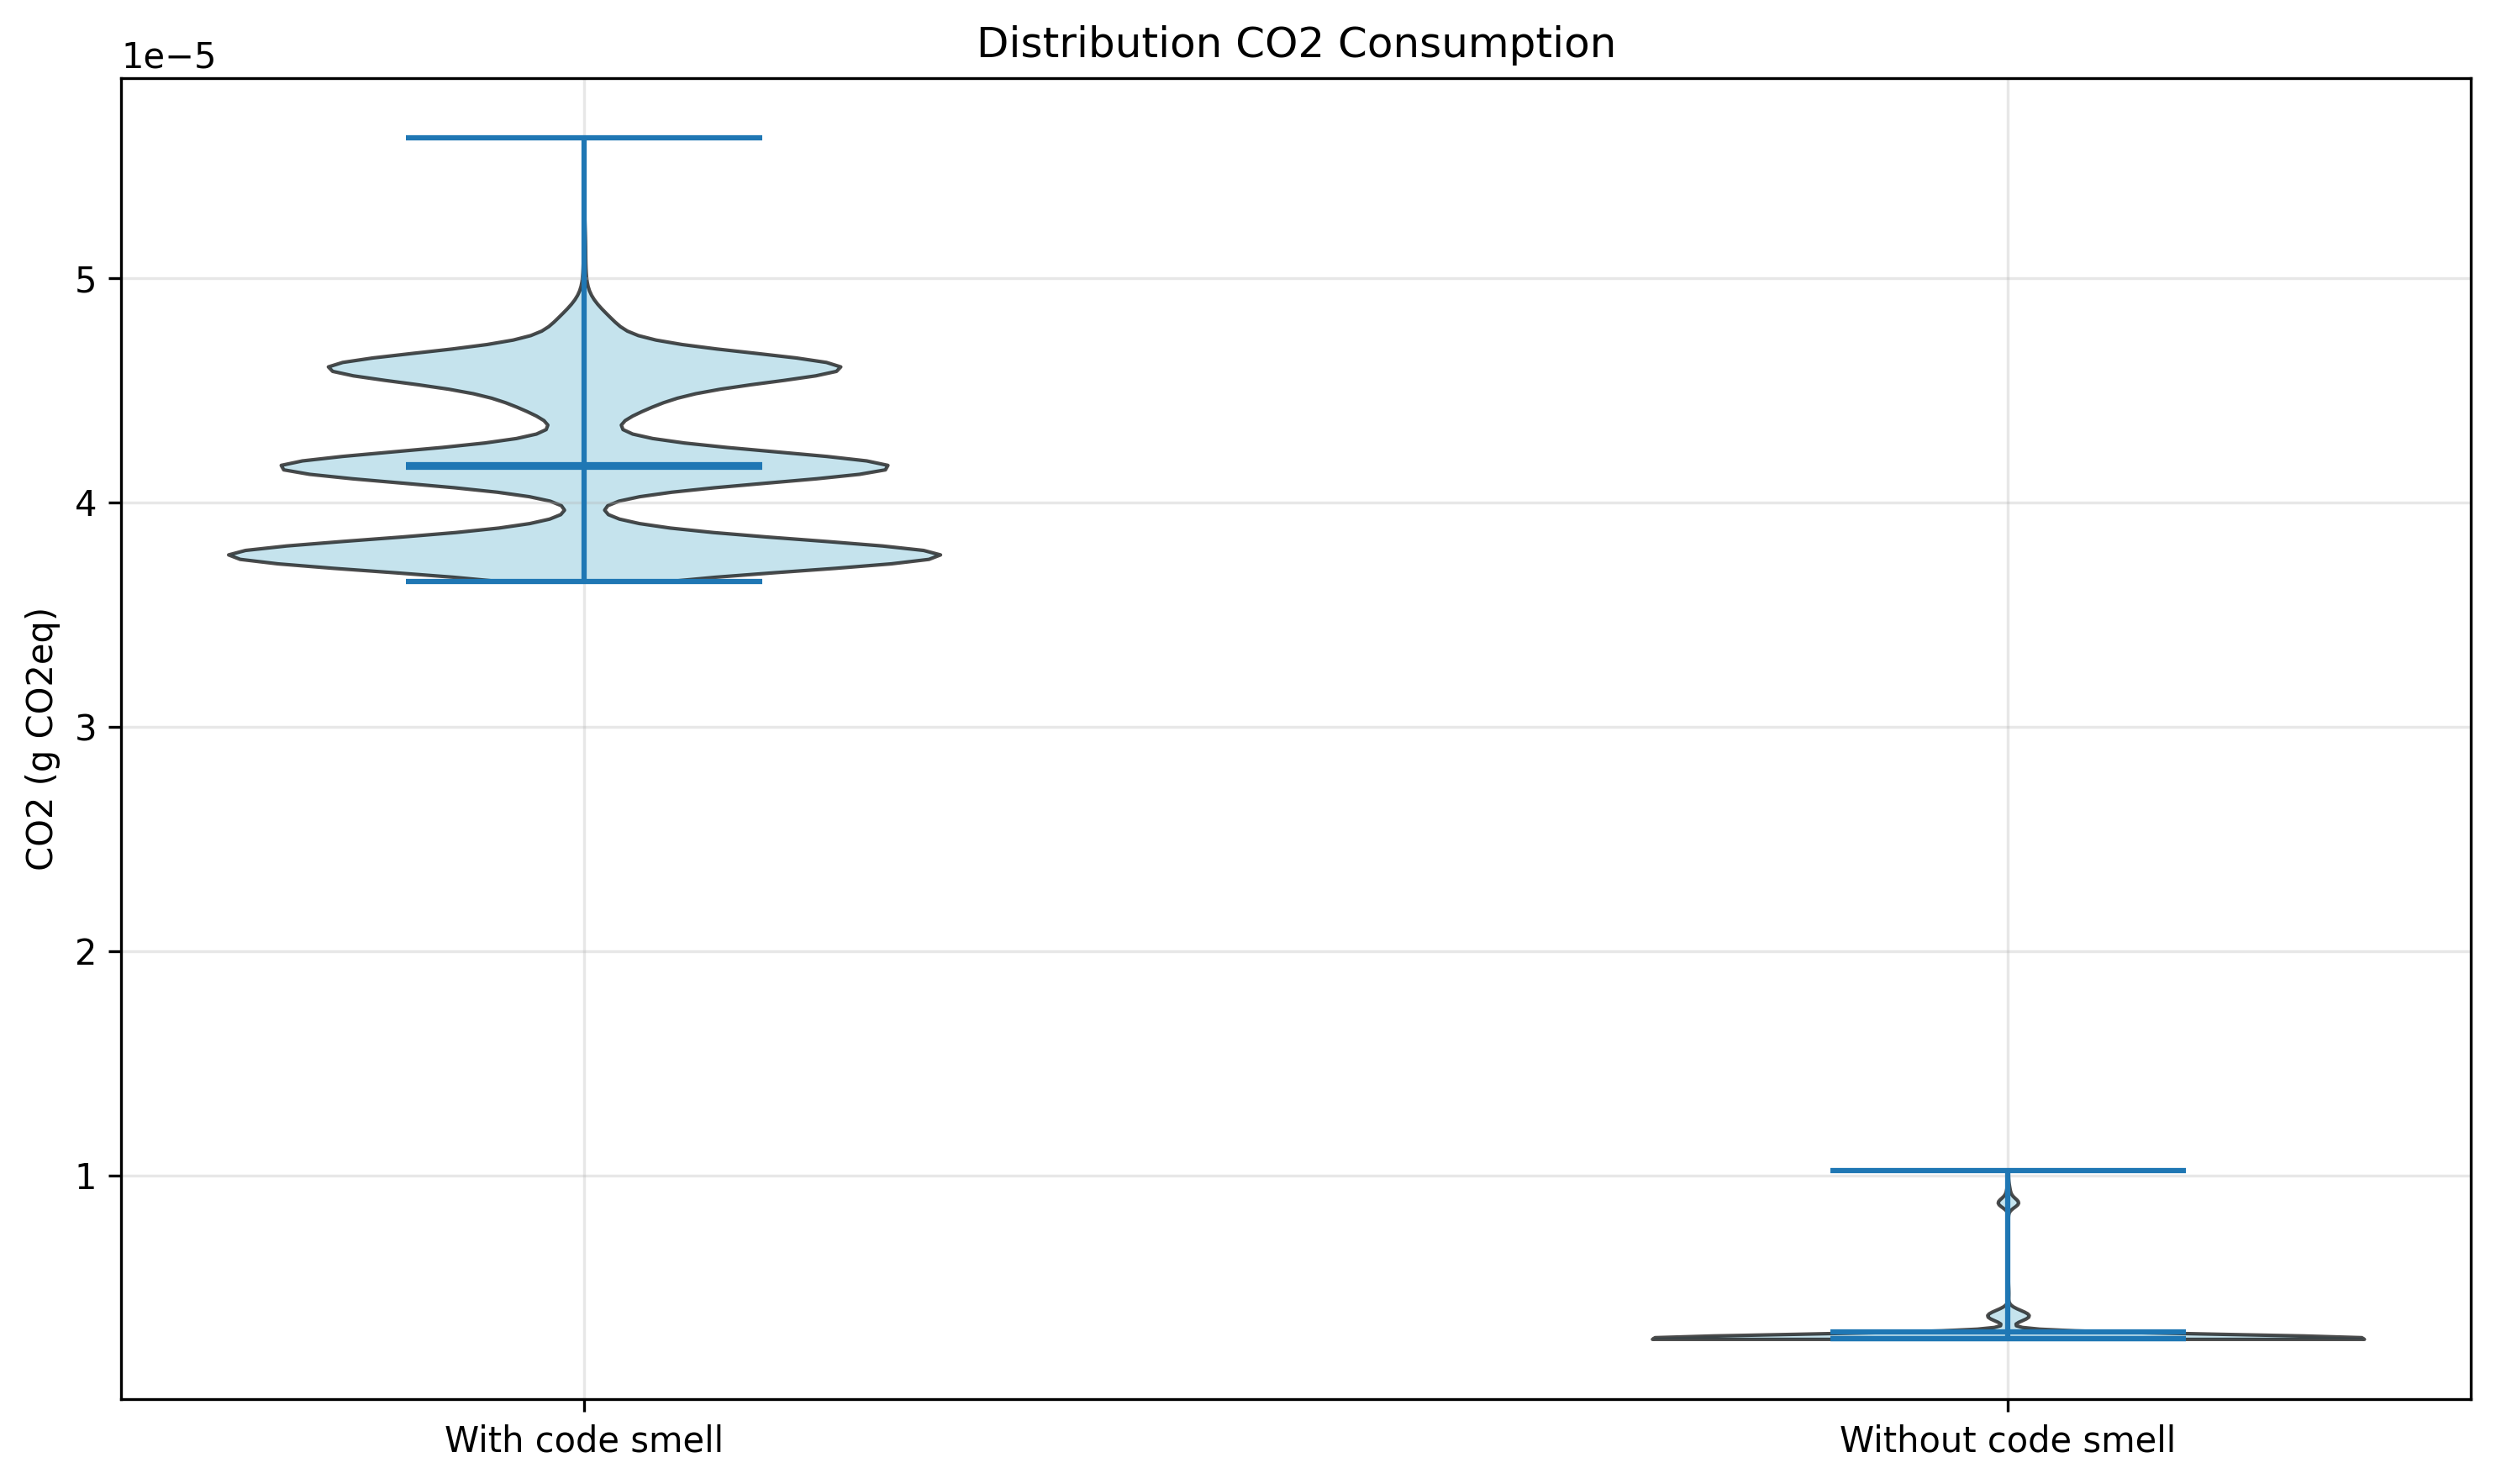 Distribution CO2 Consumption
1e−5
CO2 (g CO2eq)
5
4
3
2
1
With code smell
Without code smell